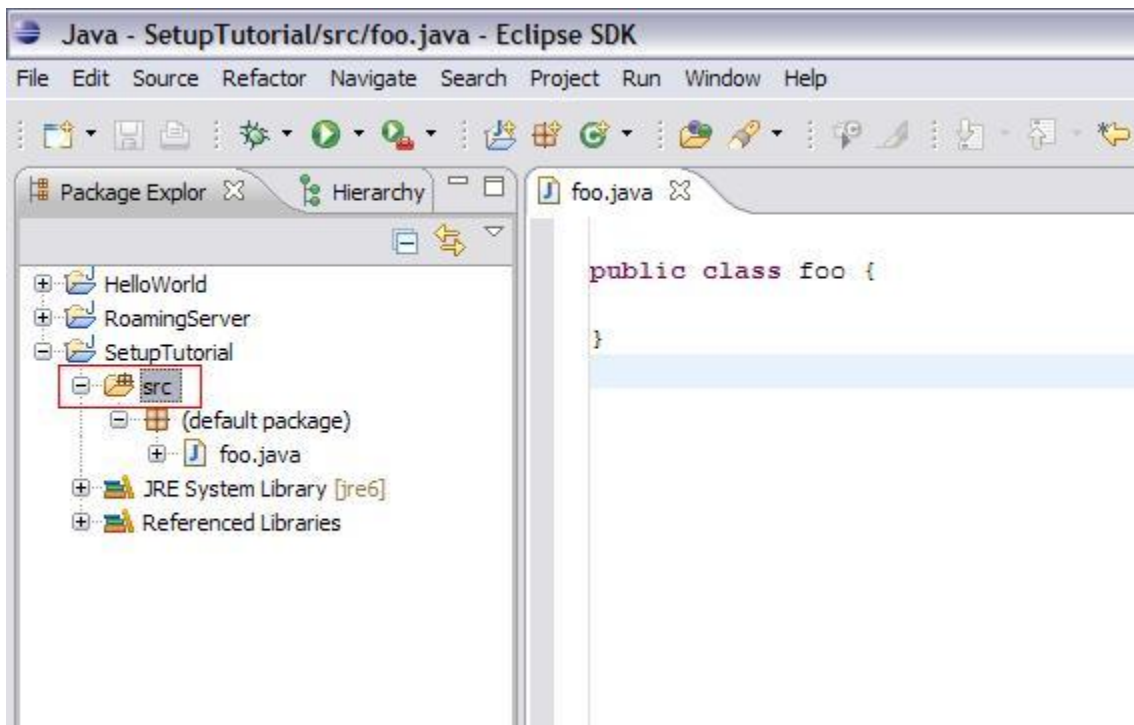 Java - SetupTutorial/src/foo.java - Eclipse SDK
File Edit Source Refactor Navigate Search Project Run Window Help
Package Explor Hierarchy
foo.java
HelloWorld
RoamingServer
SetupTutorial
src
(default package)
foo.java
JRE System Library [jre6]
Referenced Libraries
public class foo {
}